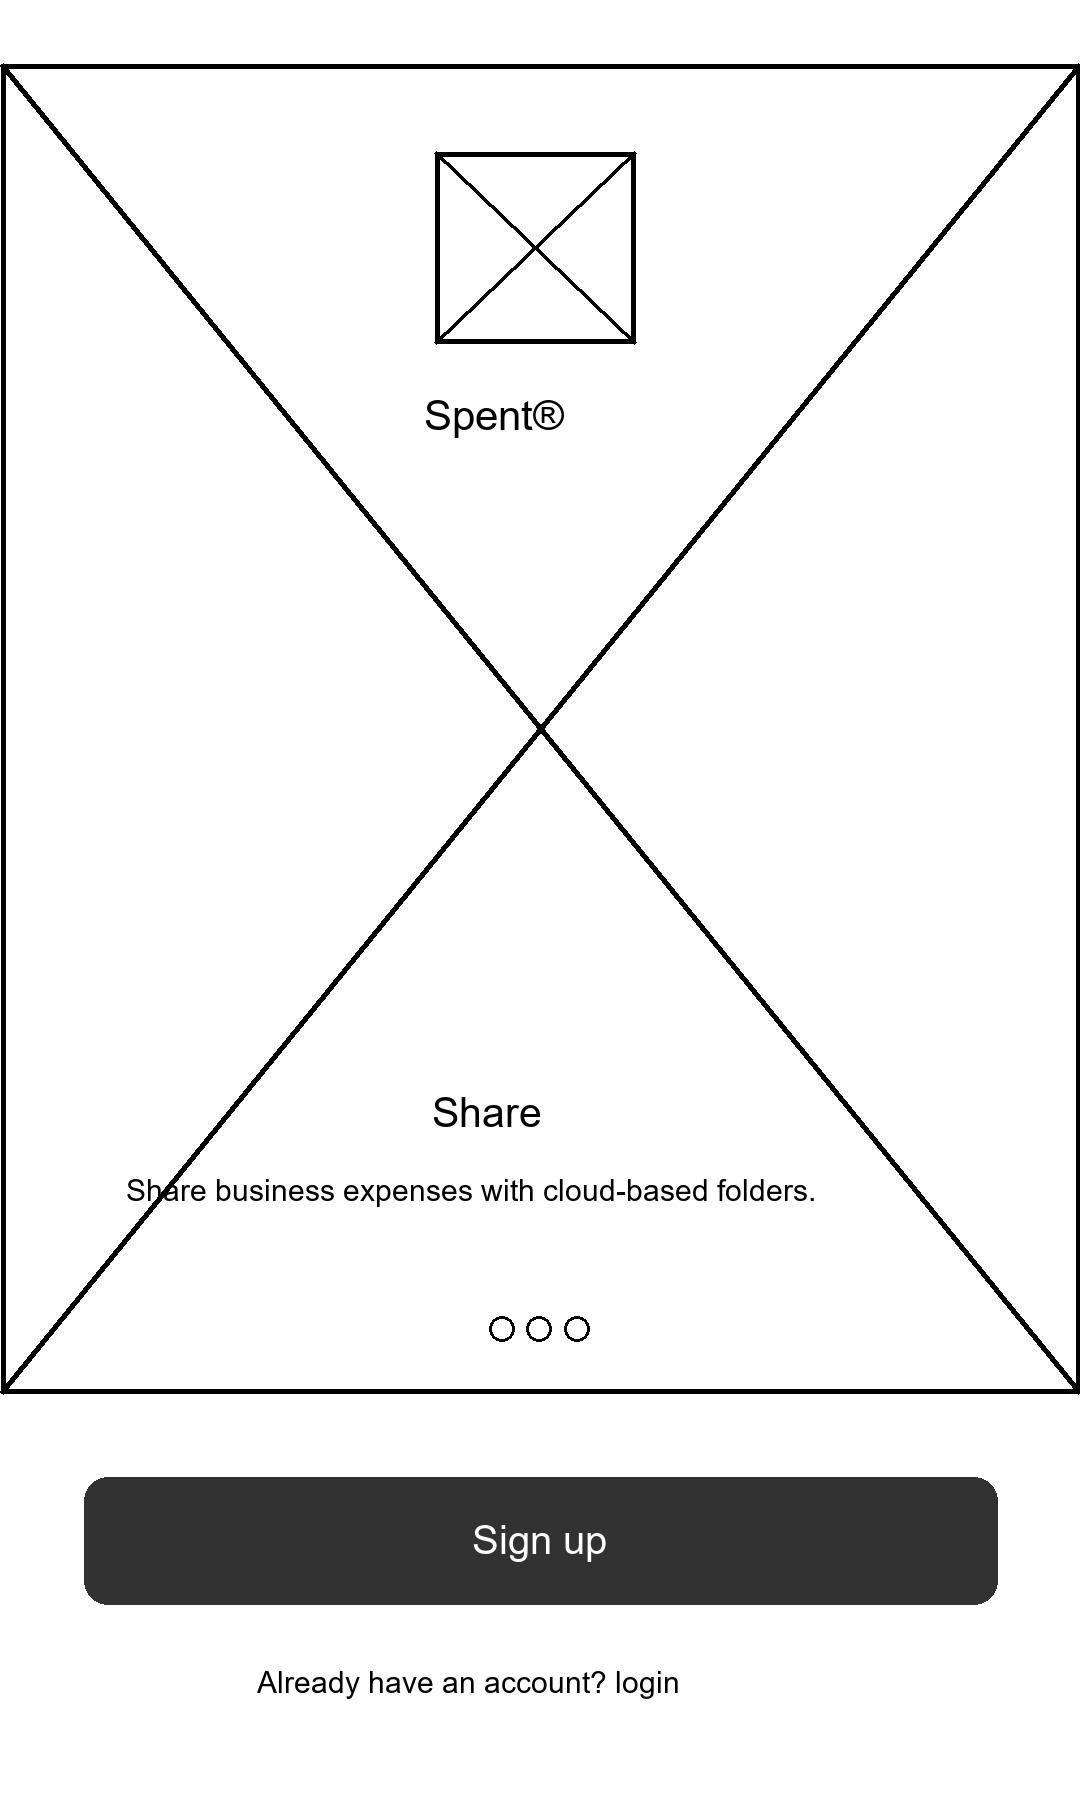 Spent®
Share
Share business expenses with cloud-based folders.
Sign up
Already have an account? login